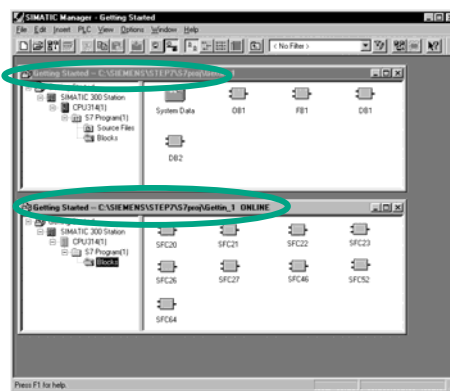 SIMATIC Manager - Getting Started
File Edit Insert PLC View Options Window Help
< No Filter >
Getting Started -- C:\SIEMENS\STEP7\S7proj\Gettin_1
SIMATIC 300 Station
CPU314(1)
S7 Program(1)
Source Files
Blocks
System Data OB1 FB1 DB1
DB2
Getting Started -- C:\SIEMENS\STEP7\S7proj\Gettin_1 ONLINE
SIMATIC 300 Station
CPU314(1)
S7 Program(1)
Blocks
SFC20 SFC21 SFC22 SFC23
SFC26 SFC27 SFC46 SFC52
SFC64
Press F1 for help.